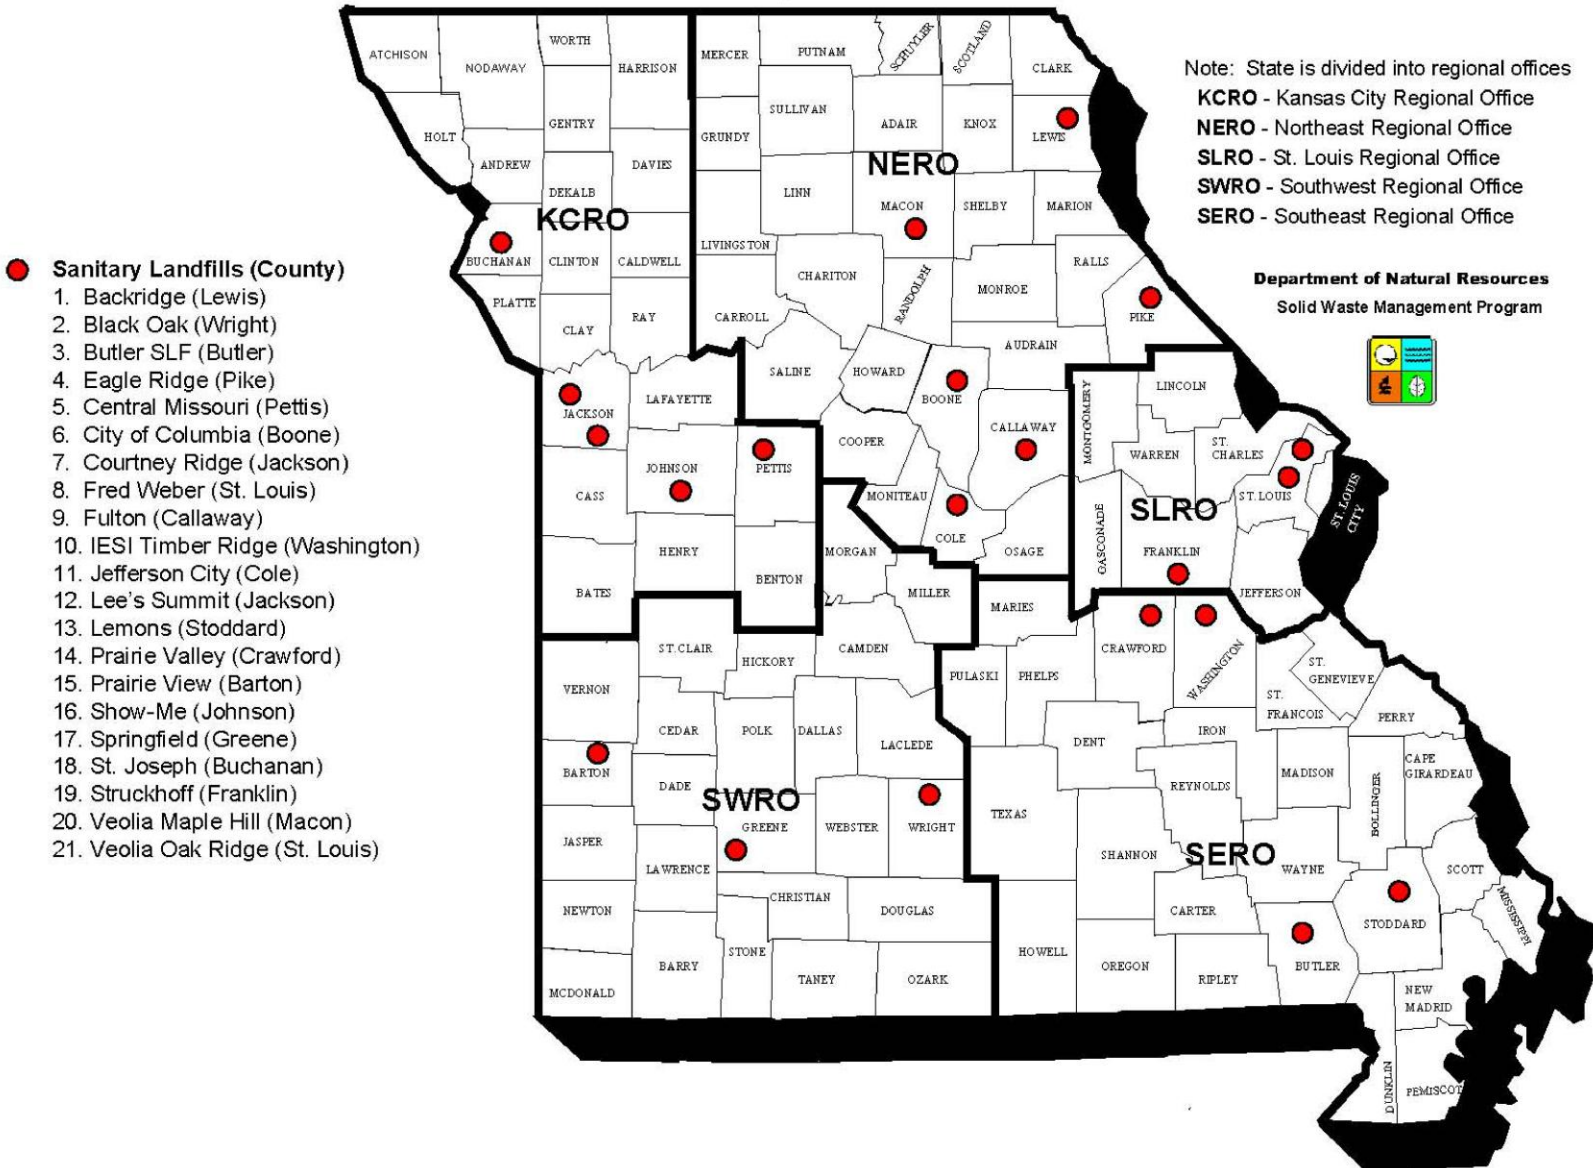 Note: State is divided into regional offices
KCRO - Kansas City Regional Office
NERO - Northeast Regional Office
SLRO - St. Louis Regional Office
SWRO - Southwest Regional Office
SERO - Southeast Regional Office
Department of Natural Resources
Solid Waste Management Program
Sanitary Landfills (County)
1. Backridge (Lewis)
2. Black Oak (Wright)
3. Butler SLF (Butler)
4. Eagle Ridge (Pike)
5. Central Missouri (Pettis)
6. City of Columbia (Boone)
7. Courtney Ridge (Jackson)
8. Fred Weber (St. Louis)
9. Fulton (Callaway)
10. IESI Timber Ridge (Washington)
11. Jefferson City (Cole)
12. Lee's Summit (Jackson)
13. Lemons (Stoddard)
14. Prairie Valley (Crawford)
15. Prairie View (Barton)
16. Show-Me (Johnson)
17. Springfield (Greene)
18. St. Joseph (Buchanan)
19. Struckhoff (Franklin)
20. Veolia Maple Hill (Macon)
21. Veolia Oak Ridge (St. Louis)
KCRO
ATCHISON
NODAWAY
WORTH
HARRISON
HOLT
GENTRY
ANDREW
DEKALB
DAVIES
BUCHANAN
CLINTON
CALDWELL
PLATTE
CLAY
RAY
JACKSON
LAFAYETTE
CASS
JOHNSON
PETTIS
BATES
HENRY
BENTON
NERO
MERCER
PUTNAM
SCHUYLER
SCOTLAND
CLARK
GRUNDY
SULLIVAN
ADAIR
KNOX
LEWIS
LINN
MACON
SHELBY
MARION
LIVINGSTON
CHARITON
RANDOLPH
MONROE
RALLS
PIKE
CARROLL
SALINE
HOWARD
AUDRAIN
BOONE
CALLAWAY
COOPER
MONITEAU
COLE
OSAGE
SLRO
MONTGOMERY
LINCOLN
WARREN
ST.
CHARLES
ST.LOUIS
ST.LOUIS
CITY
GASCONADE
FRANKLIN
JEFFERSON
SWRO
MORGAN
MILLER
ST.CLAIR
HICKORY
CAMDEN
VERNON
CEDAR
POLK
DALLAS
LACLEDE
BARTON
DADE
GREENE
WEBSTER
WRIGHT
JASPER
LAWRENCE
CHRISTIAN
DOUGLAS
NEWTON
BARRY
STONE
TANEY
OZARK
MCDONALD
SERO
MARIES
PULASKI
PHELPS
CRAWFORD
WASHINGTON
ST.
FRANCOIS
ST.
GENEVIEVE
PERRY
DENT
IRON
REYNOLDS
MADISON
BOLLINGER
CAPE
GIRARDEAU
TEXAS
SHANNON
WAYNE
SCOTT
CARTER
STODDARD
MISSISSIPPI
HOWELL
OREGON
RIPLEY
BUTLER
NEW
MADRID
DUNKLIN
PEMISCOT